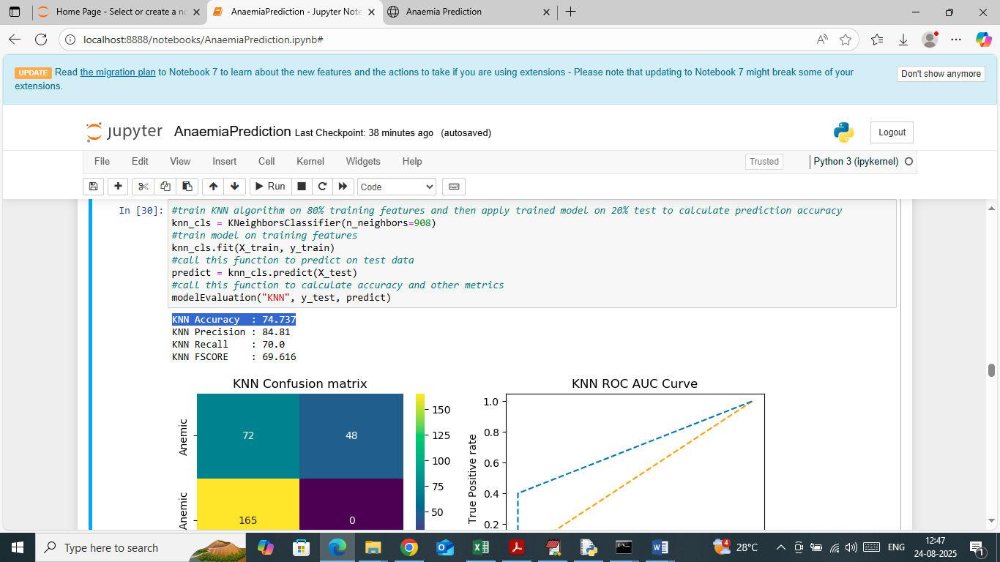 Home Page - Select or create a no
AnaemiaPrediction - Jupyter Note
Anaemia Prediction
localhost:8888/notebooks/AnaemiaPrediction.ipynb#
UPDATE Read the migration plan to Notebook 7 to learn about the new features and the actions to take if you are using extensions - Please note that updating to Notebook 7 might break some of your
extensions.
Don't show anymore
jupyter AnaemiaPrediction Last Checkpoint: 38 minutes ago (autosaved)
Logout
File Edit View Insert Cell Kernel Widgets Help
Trusted
Python 3 (ipykernel)
Run
Code
In [30]: #train KNN algorithm on 80% training features and then apply trained model on 20% test to calculate prediction accuracy
knn_cls = KNeighborsClassifier(n_neighbors=908)
#train model on training features
knn_cls.fit(X_train, y_train)
#call this function to predict on test data
predict = knn_cls.predict(X_test)
#call this function to calculate accuracy and other metrics
modelEvaluation("KNN", y_test, predict)
KNN Accuracy  : 74.737
KNN Precision : 84.81
KNN Recall    : 70.0
KNN FSCORE    : 69.616
KNN Confusion matrix
Anemic
72 48
Anemic
165 0
150
125
100
75
50
KNN ROC AUC Curve
True Positive rate
1.0
0.8
0.6
0.4
0.2
Type here to search
4
28°C
ENG
12:47
24-08-2025
1